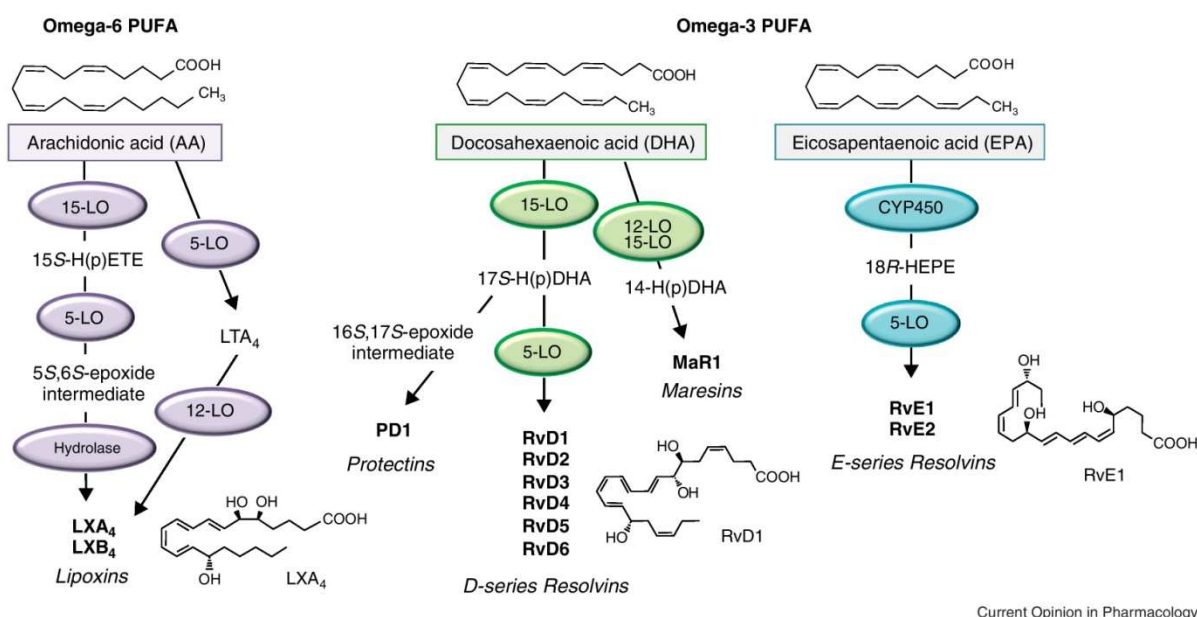 Omega-6 PUFA
COOH
CH3
Arachidonic acid (AA)
15-LO
15S-H(p)ETE
5-LO
5S,6S-epoxide
intermediate
Hydrolase
5-LO
LTA4
12-LO
LXA4
LXB4
Lipoxins
HO OH
COOH
OH
LXA4
Omega-3 PUFA
COOH
CH3
Docosahexaenoic acid (DHA)
15-LO
17S-H(p)DHA
16S,17S-epoxide
intermediate
PD1
Protectins
5-LO
RvD1
RvD2
RvD3
RvD4
RvD5
RvD6
D-series Resolvins
12-LO
15-LO
14-H(p)DHA
MaR1
Maresins
HO
COOH
OH
HO
RvD1
COOH
CH3
Eicosapentaenoic acid (EPA)
CYP450
18R-HEPE
5-LO
RvE1
RvE2
E-series Resolvins
OH
OH
OH
COOH
RvE1
Current Opinion in Pharmacology